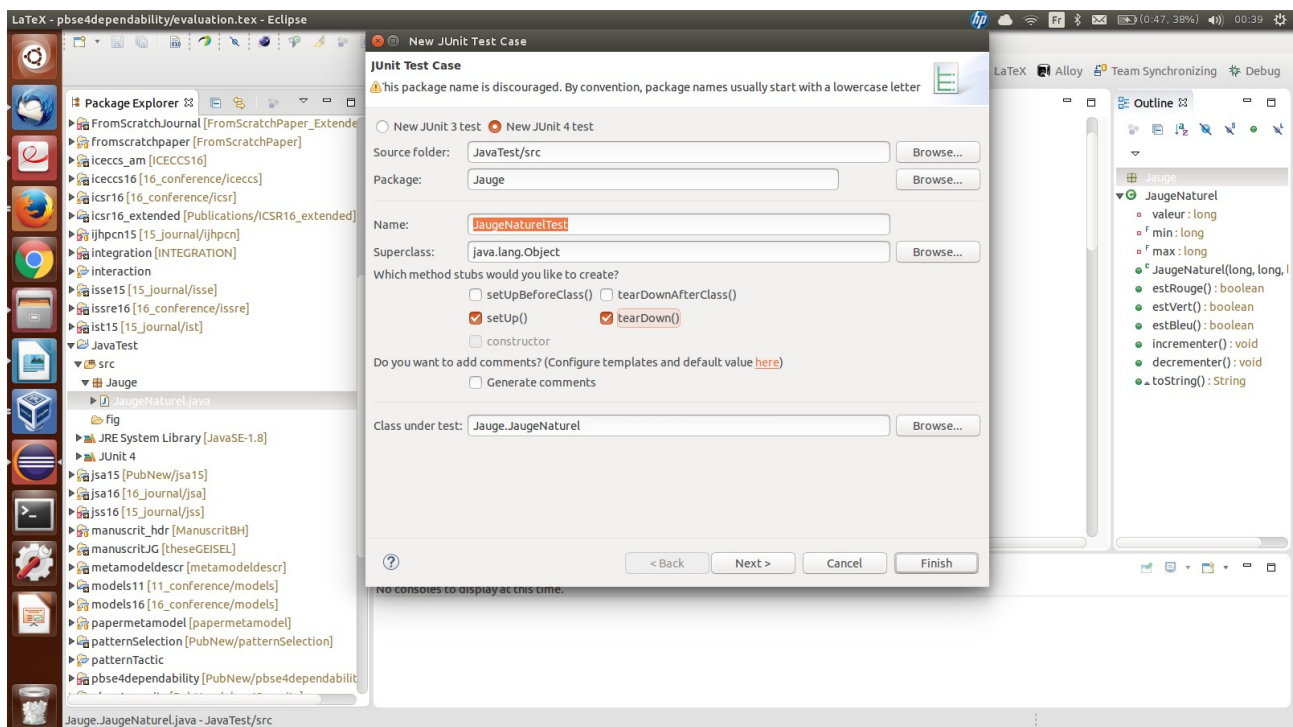 LaTeX - pbse4dependability/evaluation.tex - Eclipse
hp
Fr
(0:47, 38%)
00:39
New JUnit Test Case
JUnit Test Case
his package name is discouraged. By convention, package names usually start with a lowercase letter
LaTeX Alloy Team Synchronizing Debug
Package Explorer
FromScratchJournal [FromScratchPaper_Extende
fromscratchpaper [FromScratchPaper]
iceccs_am [ICECCS16]
iceccs16 [16_conference/iceccs]
icsr16 [16_conference/icsr]
icsr16_extended [Publications/ICSR16_extended]
ijhpcn15 [15_journal/ijhpcn]
integration [INTEGRATION]
interaction
isse15 [15_journal/isse]
issre16 [16_conference/issre]
ist15 [15_journal/ist]
JavaTest
src
Jauge
JaugeNaturel.java
fig
JRE System Library [JavaSE-1.8]
JUnit 4
jsa15 [PubNew/jsa15]
jsa16 [16_journal/jsa]
jss16 [15_journal/jss]
manuscrit_hdr [ManuscritBH]
manuscritJG [theseGEISEL]
metamodeldescr [metamodeldescr]
models11 [11_conference/models]
models16 [16_conference/models]
papermetamodel [papermetamodel]
patternSelection [PubNew/patternSelection]
patternTactic
pbse4dependability [PubNew/pbse4dependabilit
New JUnit 3 test New JUnit 4 test
Source folder: JavaTest/src Browse...
Package: Jauge Browse...
Name: JaugeNaturelTest
Superclass: java.lang.Object Browse...
Which method stubs would you like to create?
setUpBeforeClass() tearDownAfterClass()
setUp() tearDown()
constructor
Do you want to add comments? (Configure templates and default value here)
Generate comments
Class under test: Jauge.JaugeNaturel Browse...
< Back Next > Cancel Finish
No consoles to display at this time.
Outline
Jauge
JaugeNaturel
valeur : long
F min : long
F max : long
c JaugeNaturel(long, long, l
estRouge() : boolean
estVert() : boolean
estBleu() : boolean
incrementer() : void
decrementer() : void
toString() : String
Jauge.JaugeNaturel.java - JavaTest/src